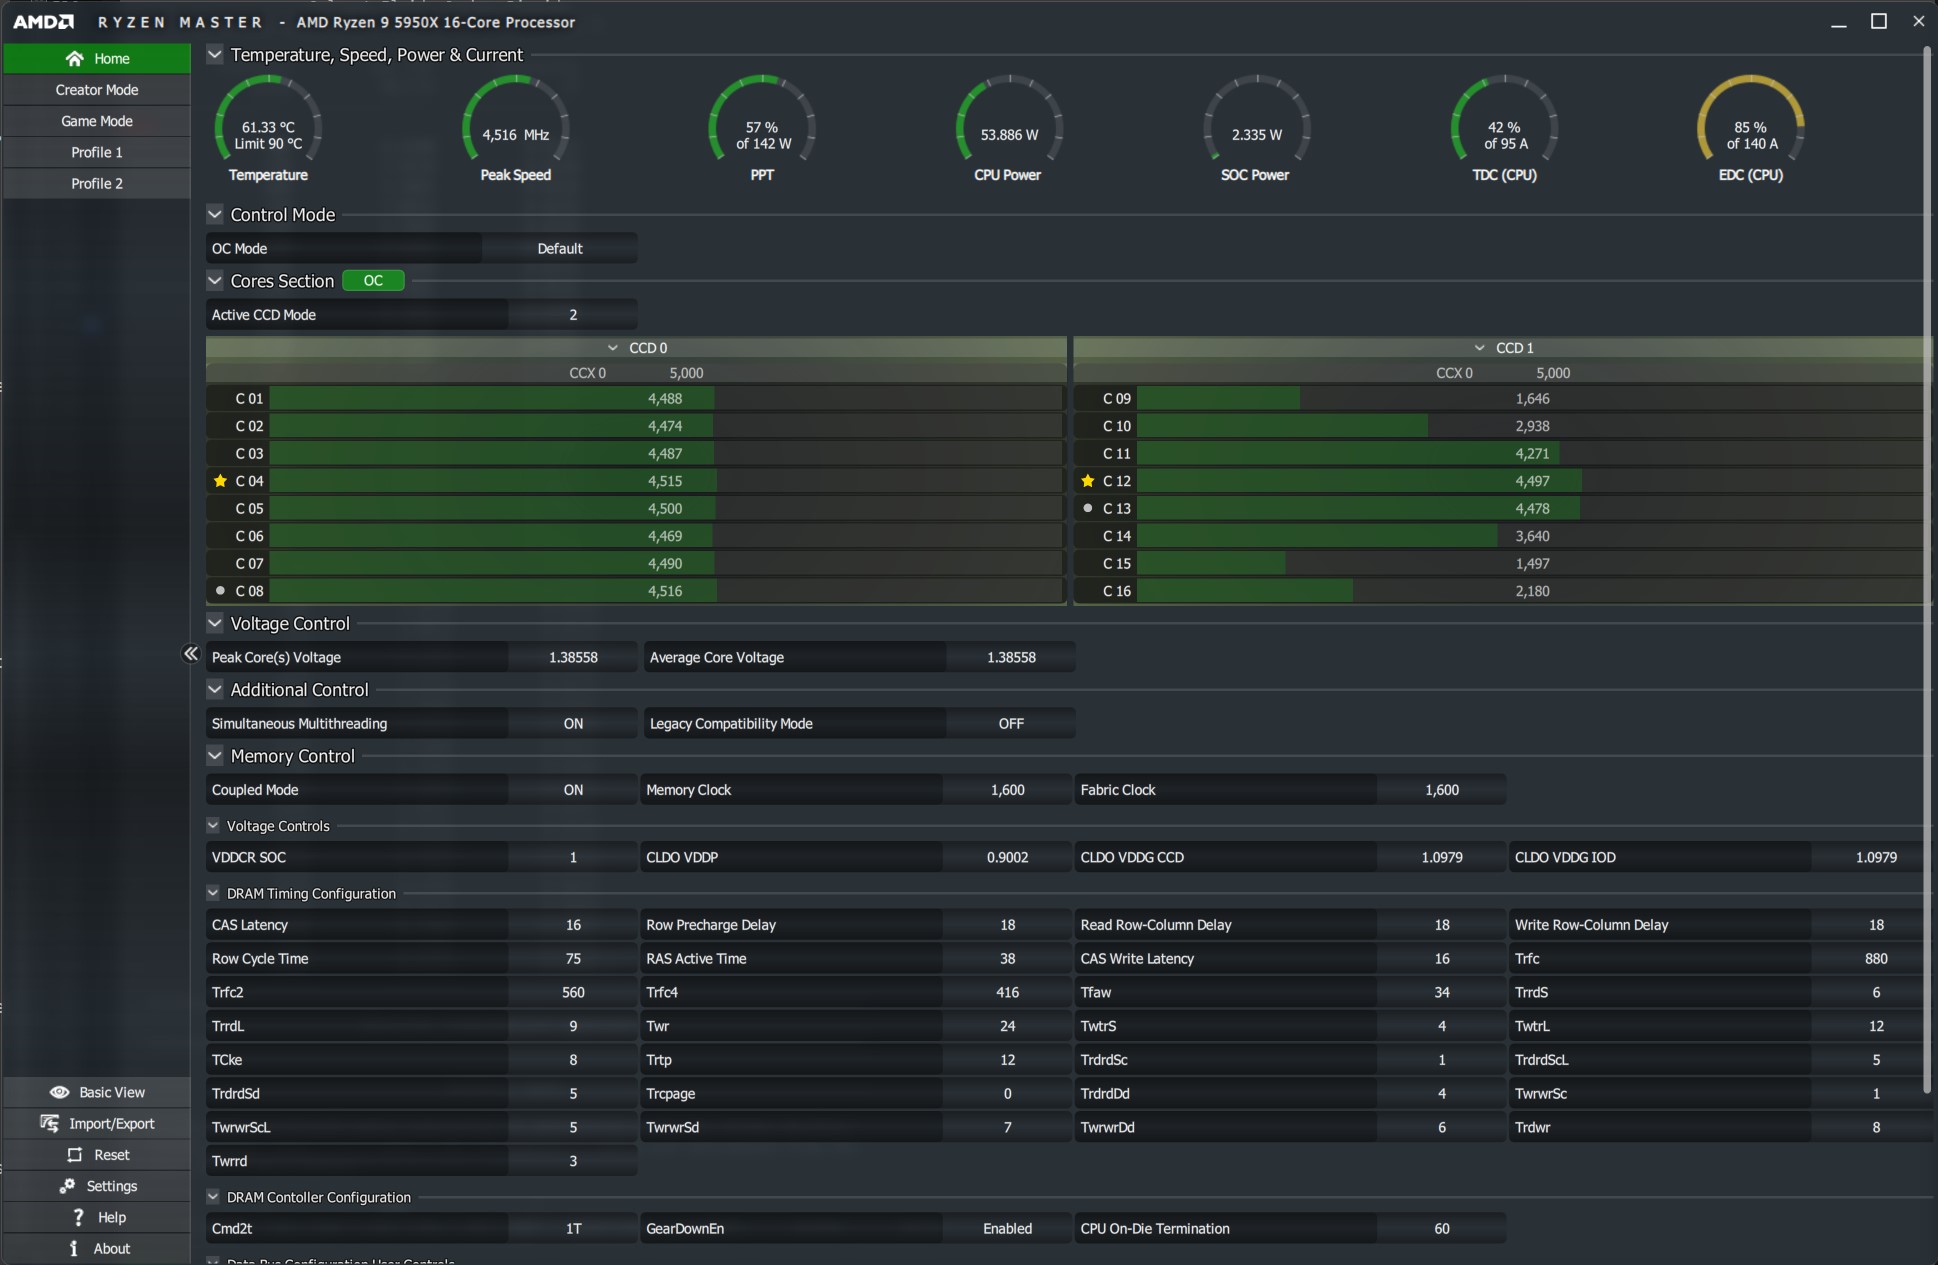 AMD RYZEN MASTER - AMD Ryzen 9 5950X 16-Core Processor
Home
Creator Mode
Game Mode
Profile 1
Profile 2
Temperature, Speed, Power & Current
61.33 °C
Limit 90 °C
Temperature
4,516 MHz
Peak Speed
57 %
of 142 W
PPT
53.886 W
CPU Power
2.335 W
SOC Power
42 %
of 95 A
TDC (CPU)
85 %
of 140 A
EDC (CPU)
Control Mode
OC Mode Default
Cores Section OC
Active CCD Mode 2
CCD 0
CCX 0 5,000
C 01 4,488
C 02 4,474
C 03 4,487
C 04 4,515
C 05 4,500
C 06 4,469
C 07 4,490
C 08 4,516
CCD 1
CCX 0 5,000
C 09 1,646
C 10 2,938
C 11 4,271
C 12 4,497
C 13 4,478
C 14 3,640
C 15 1,497
C 16 2,180
Voltage Control
Peak Core(s) Voltage 1.38558 Average Core Voltage 1.38558
Additional Control
Simultaneous Multithreading ON Legacy Compatibility Mode OFF
Memory Control
Coupled Mode ON Memory Clock 1,600 Fabric Clock 1,600
Voltage Controls
VDDCR SOC 1 CLDO VDDP 0.9002 CLDO VDDG CCD 1.0979 CLDO VDDG IOD 1.0979
DRAM Timing Configuration
CAS Latency 16 Row Precharge Delay 18 Read Row-Column Delay 18 Write Row-Column Delay 18
Row Cycle Time 75 RAS Active Time 38 CAS Write Latency 16 Trfc 880
Trfc2 560 Trfc4 416 Tfaw 34 TrrdS 6
TrrdL 9 Twr 24 TwtrS 4 TwtrL 12
TCke 8 Trtp 12 TrdrdSc 1 TrdrdScL 5
TrdrdSd 5 Trcpage 0 TrdrdDd 4 TwrwrSc 1
TwrwrScL 5 TwrwrSd 7 TwrwrDd 6 Trdwr 8
Twrrd 3
DRAM Contoller Configuration
Cmd2t 1T GearDownEn Enabled CPU On-Die Termination 60
Data Bus Configuration User Controls
Basic View
Import/Export
Reset
Settings
Help
About